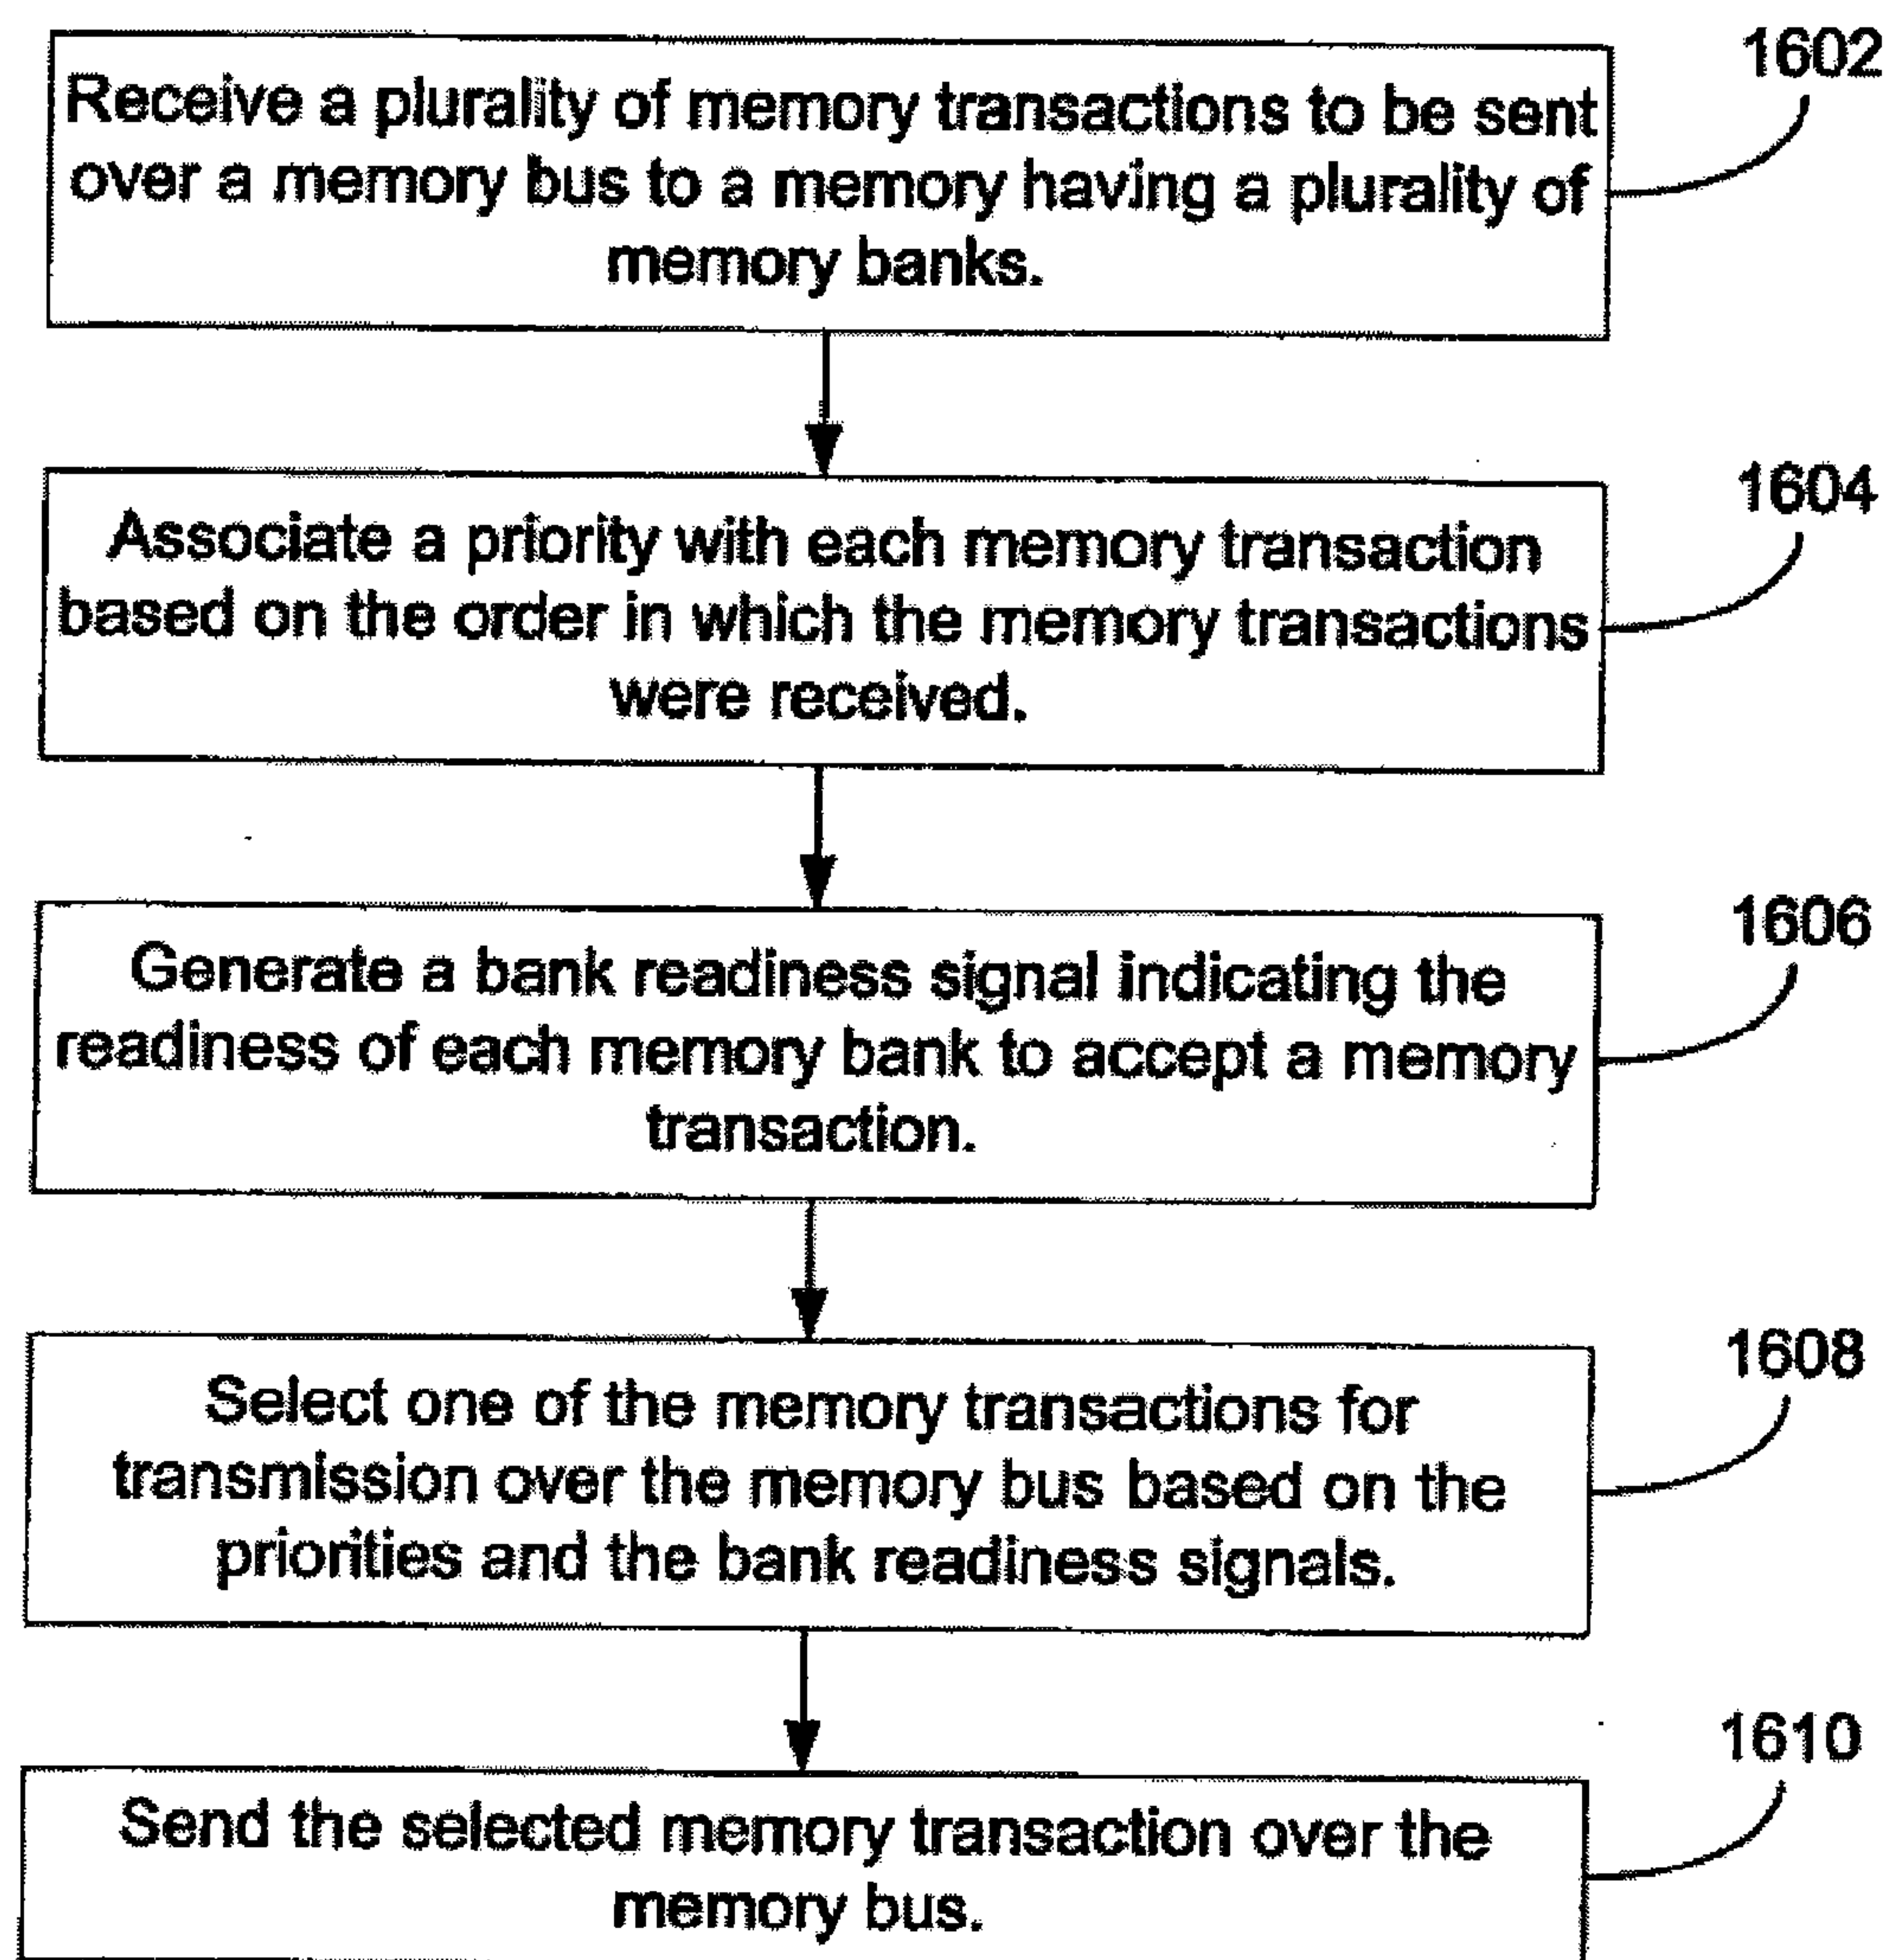 1602
Receive a plurality of memory transactions to be sent
over a memory bus to a memory having a plurality of
memory banks.
1604
Associate a priority with each memory transaction
based on the order in which the memory transactions
were received.
1606
Generate a bank readiness signal indicating the
readiness of each memory bank to accept a memory
transaction.
1608
Select one of the memory transactions for
transmission over the memory bus based on the
priorities and the bank readiness signals.
1610
Send the selected memory transaction over the
memory bus.